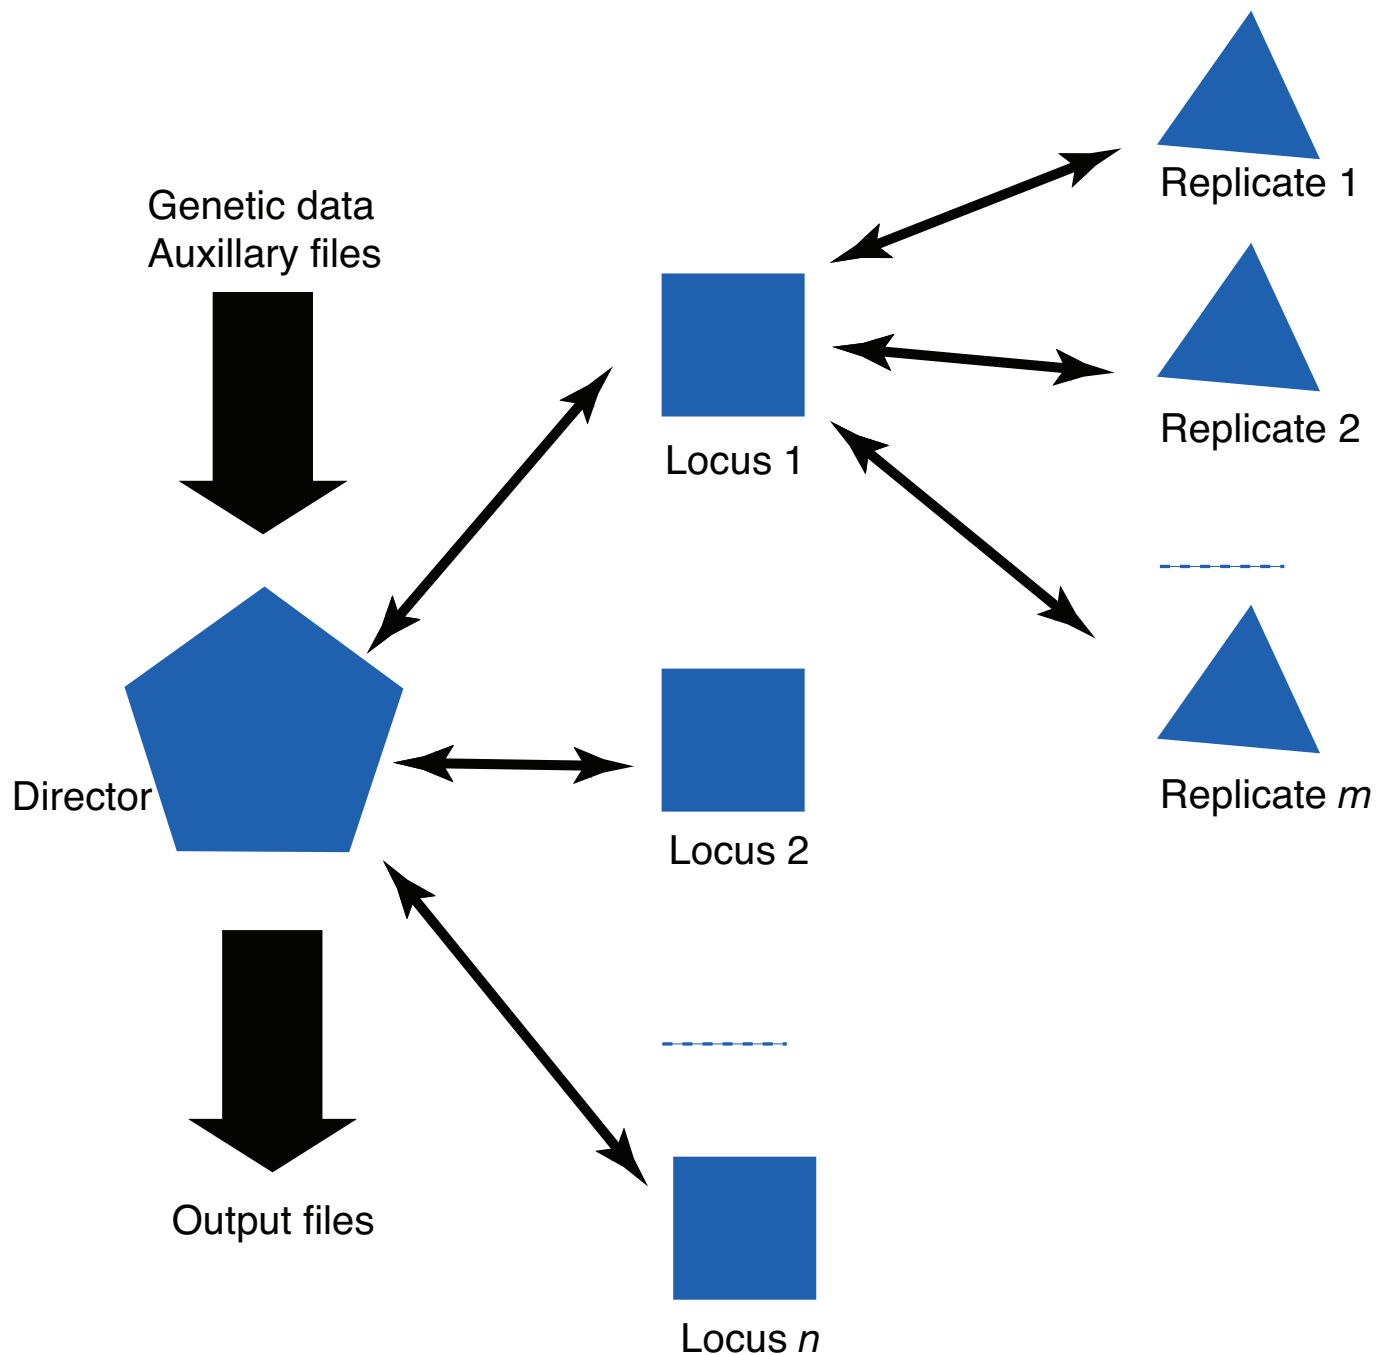 Genetic data
Auxillary files
Director
Output files
Locus 1
Locus 2
Locus n
Replicate 1
Replicate 2
Replicate m